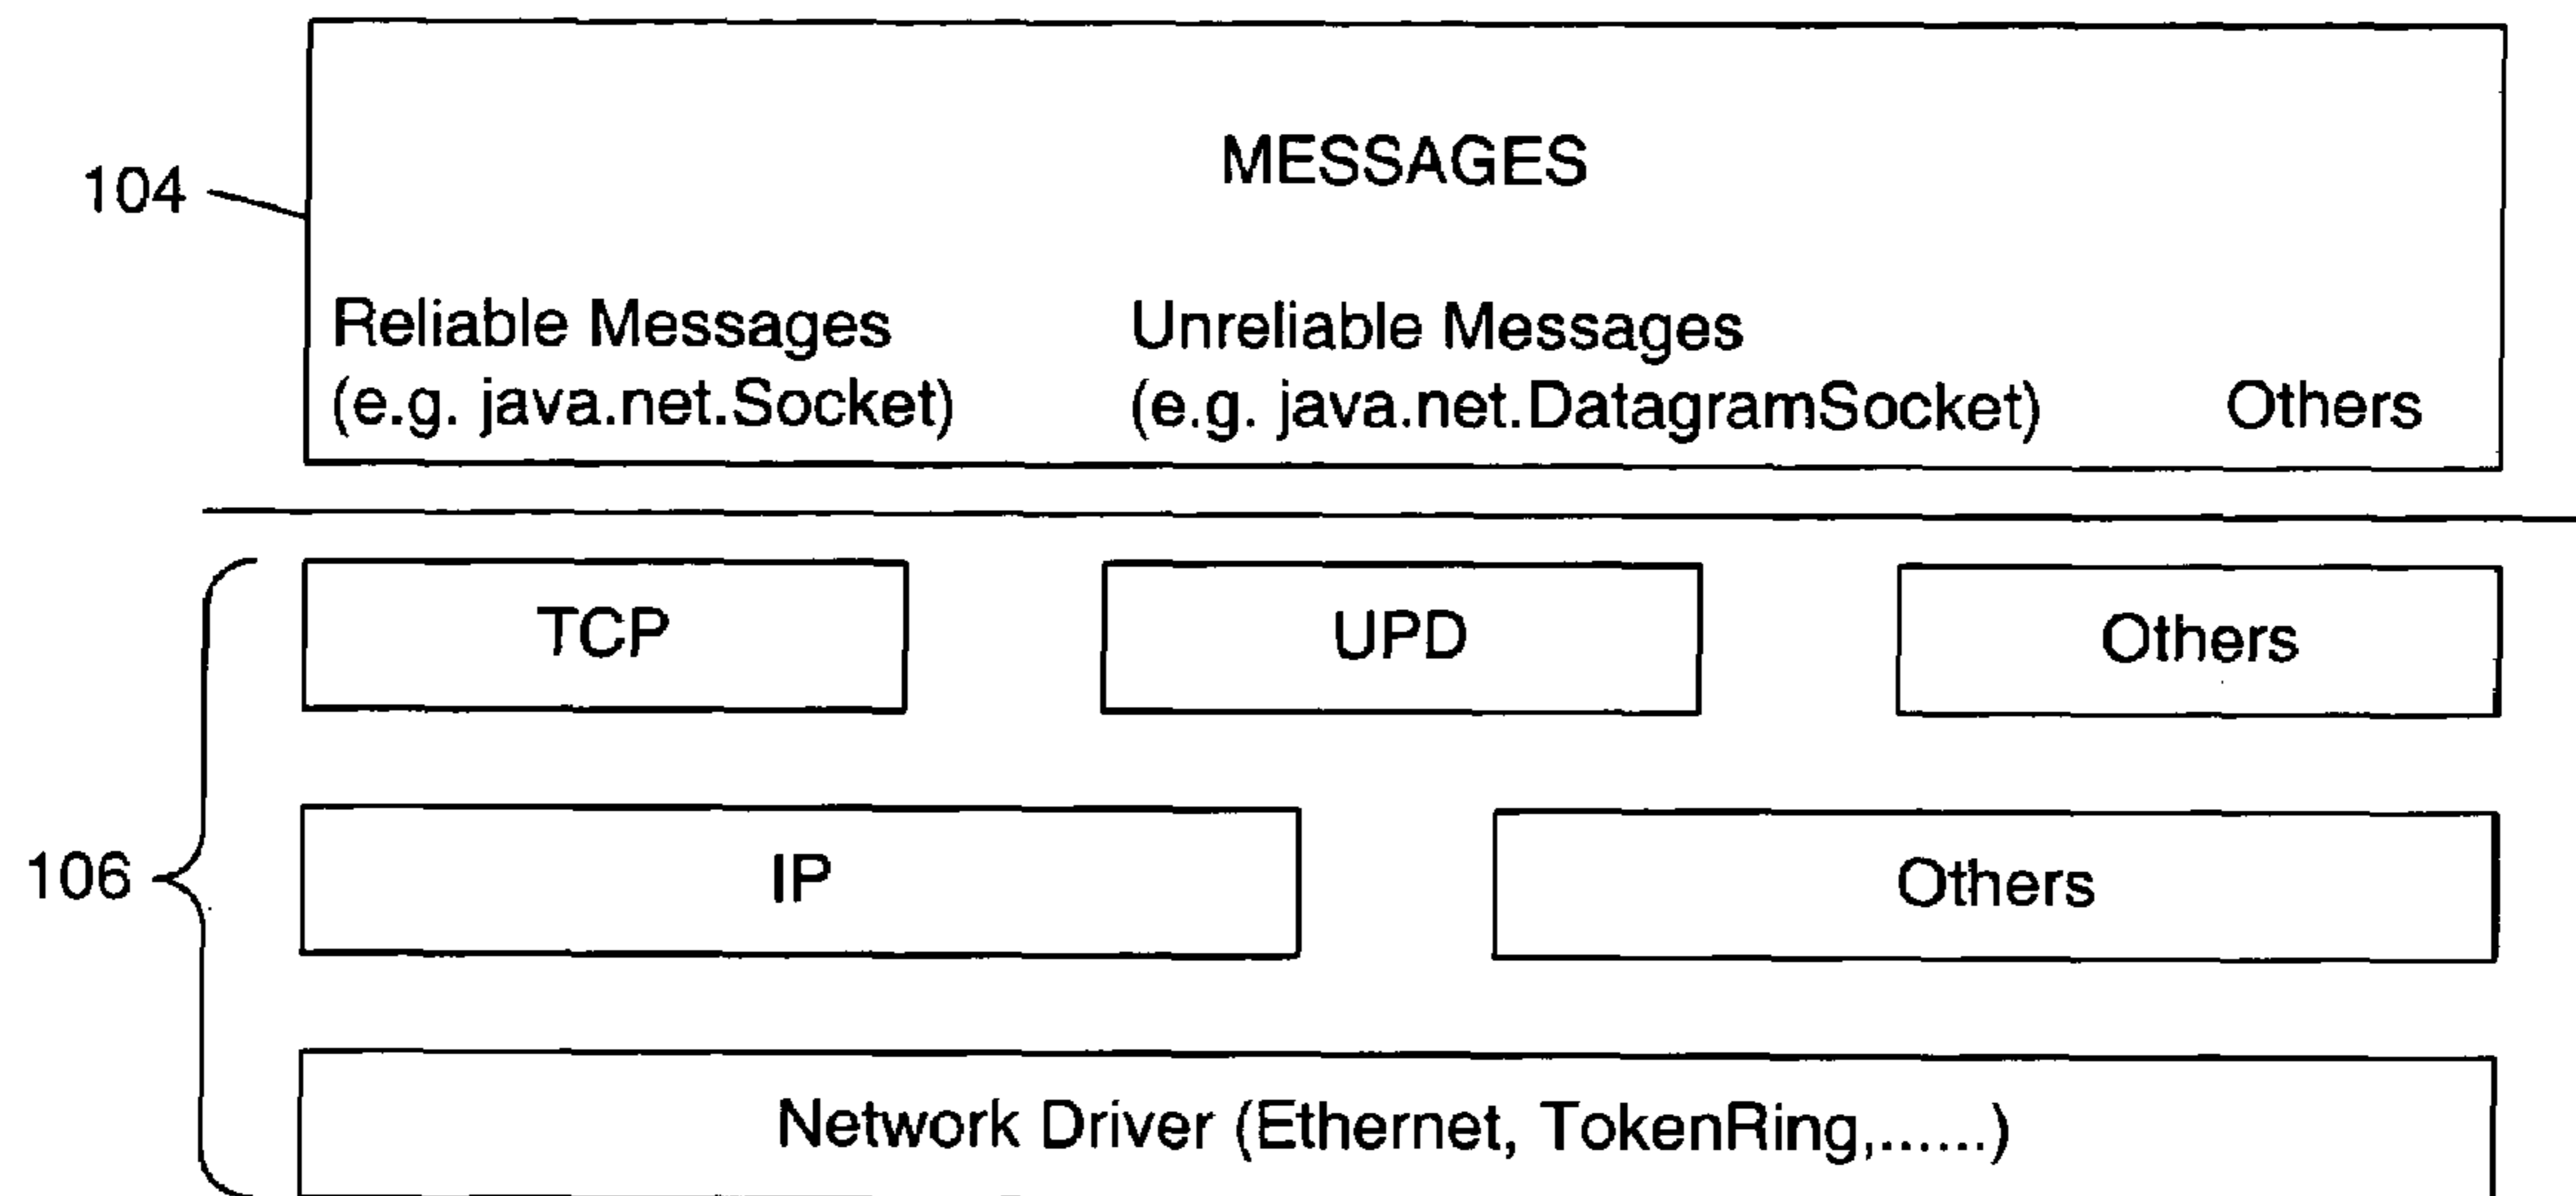 MESSAGES
104
Reliable Messages
(e.g. java.net.Socket)
Unreliable Messages
(e.g. java.net.DatagramSocket)
Others
TCP
UPD
Others
106
IP
Others
Network Driver (Ethernet, TokenRing,......)